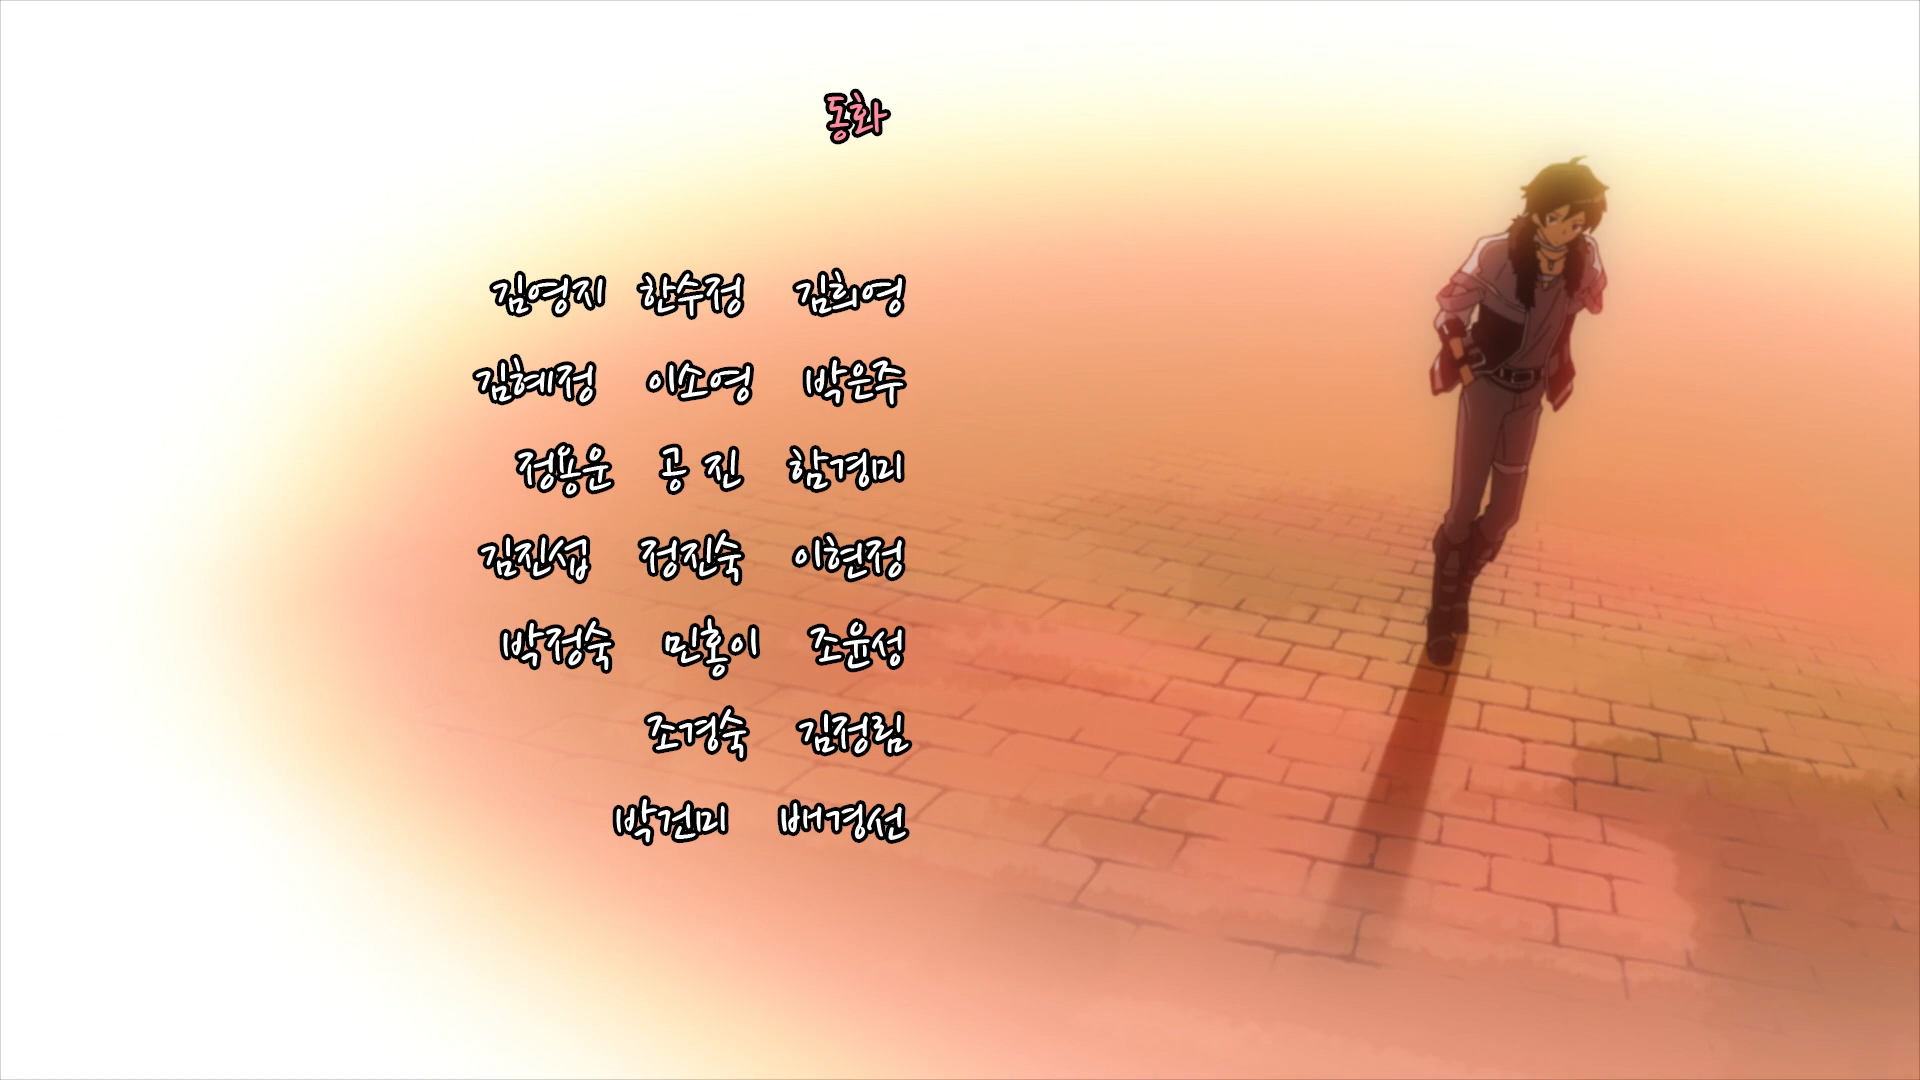 동화
김영지 한수정 김희영
김혜정 이소영 박은주
정용운 공 진 함경미
김진섭 정진숙 이현정
박정숙 민홍이 조윤성
조경숙 김정림
박건미 배경선